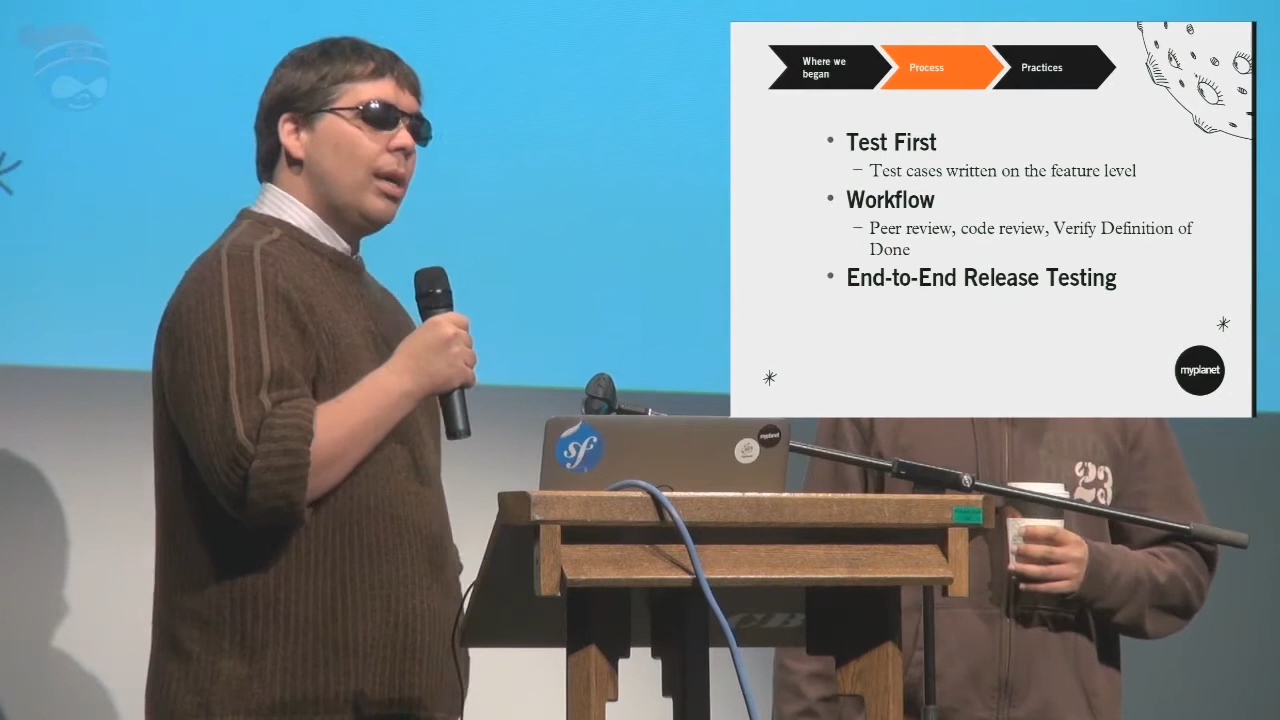 Where we
began
Process
Practices
• Test First
– Test cases written on the feature level
• Workflow
– Peer review, code review, Verify Definition of
Done
• End-to-End Release Testing
myplanet
sf
myplanet
23